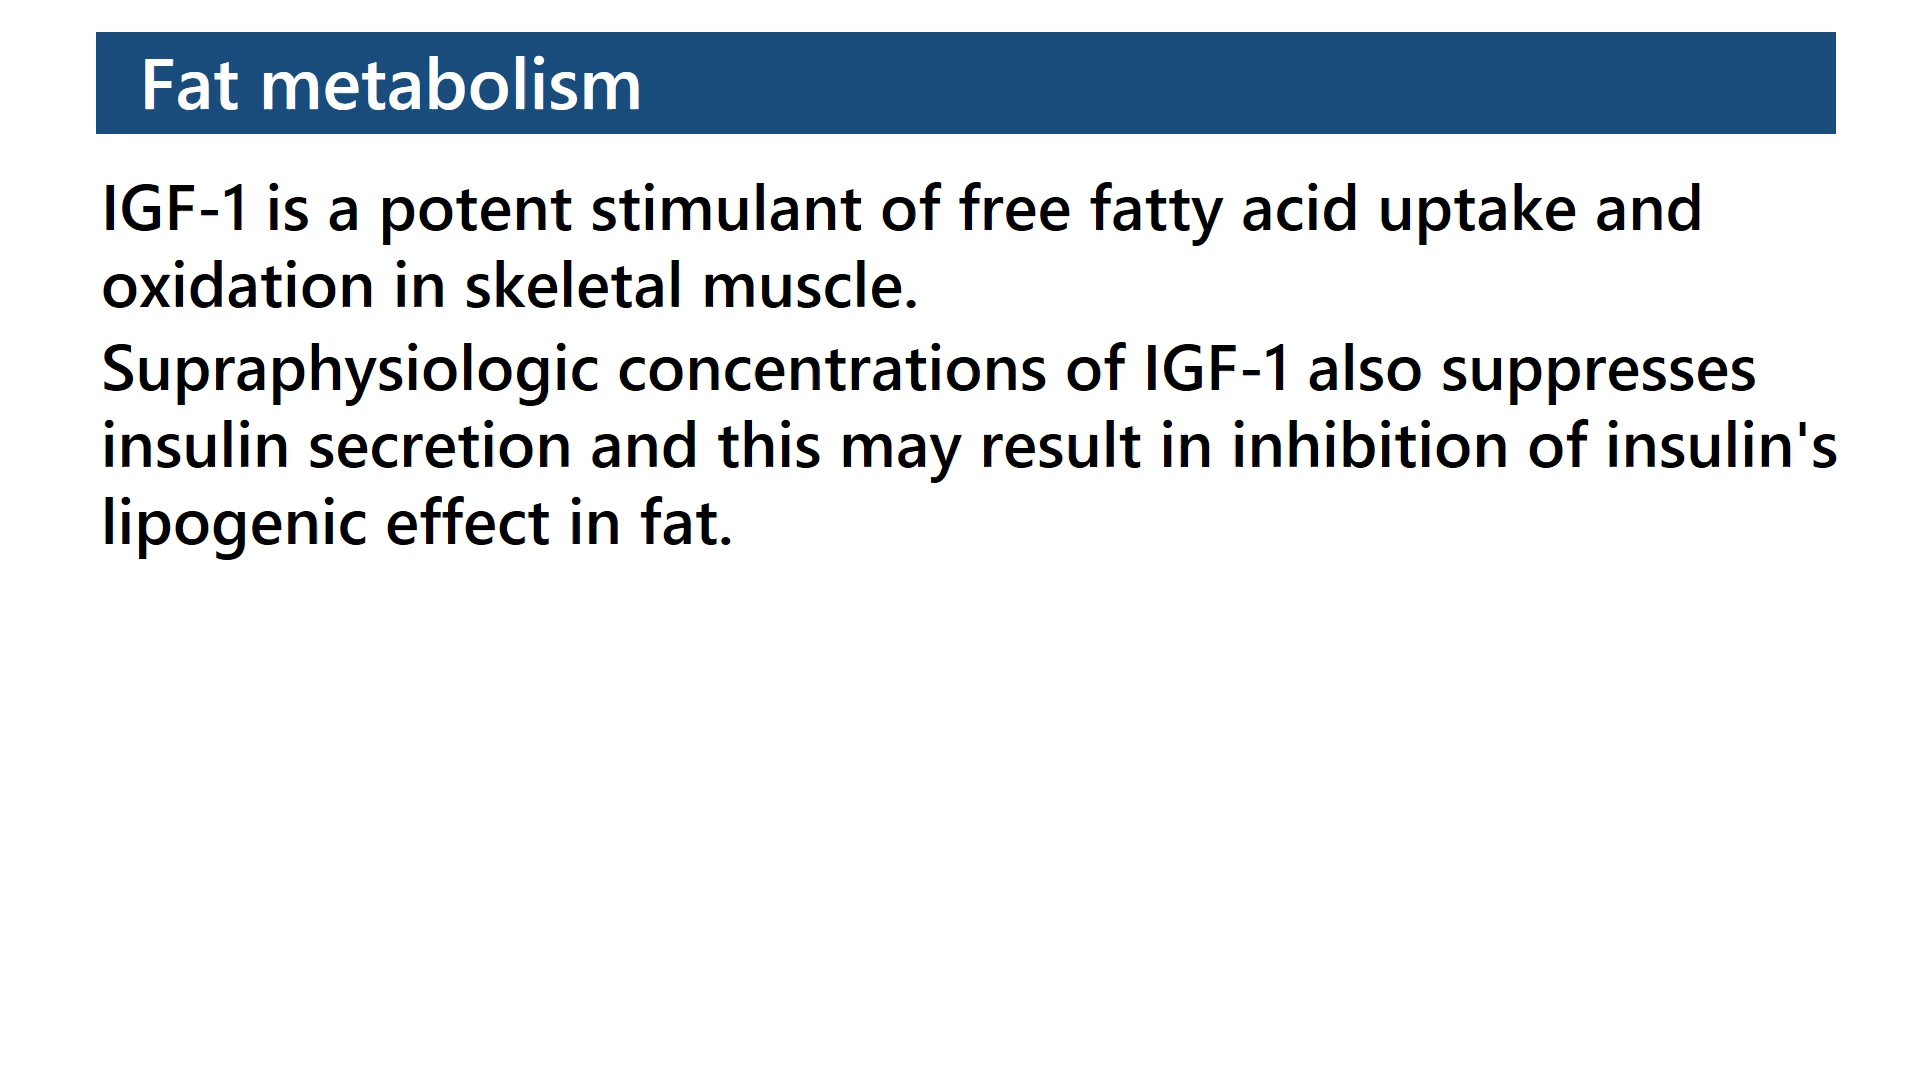 Fat metabolism
IGF-1 is a potent stimulant of free fatty acid uptake and
oxidation in skeletal muscle.
Supraphysiologic concentrations of IGF-1 also suppresses
insulin secretion and this may result in inhibition of insulin's
lipogenic effect in fat.